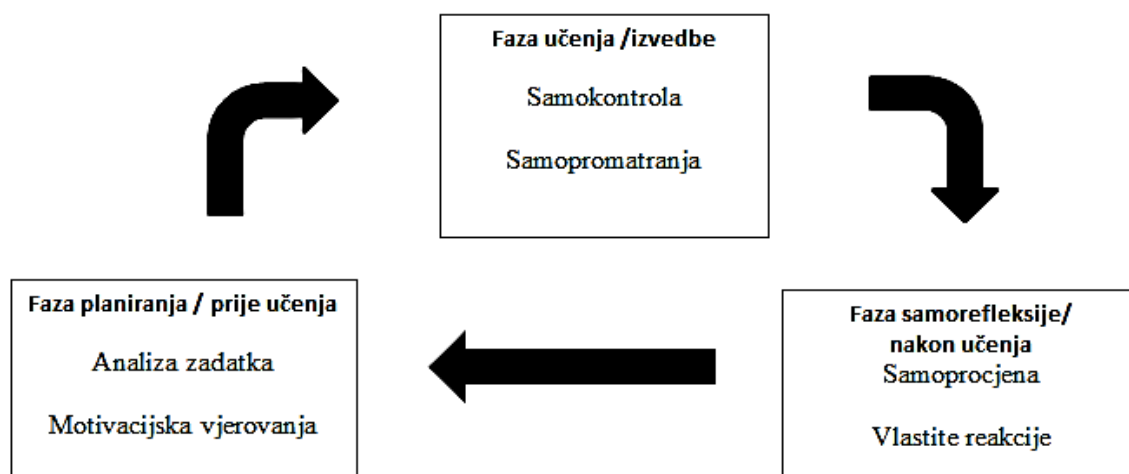 Faza učenja /izvedbe
Samokontrola
Samopromatranja
Faza planiranja / prije učenja
Analiza zadatka
Motivacijska vjerovanja
Faza samorefleksije/
nakon učenja
Samoprocjena
Vlastite reakcije